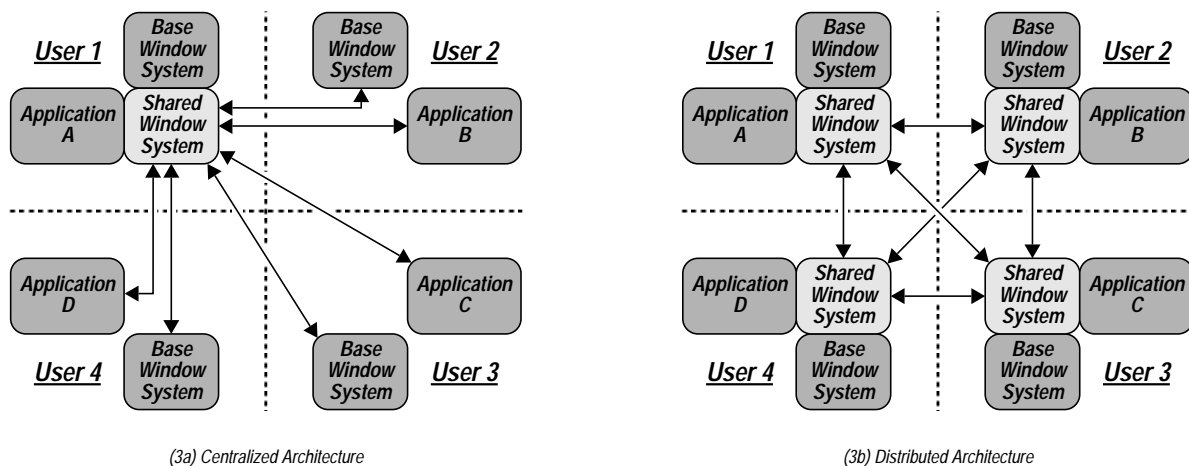 User 1
Base
Window
System
Base
Window
System
User 2
Application
A
Shared
Window
System
Application
B
Application
D
Application
C
User 4
Base
Window
System
Base
Window
System
User 3
(3a) Centralized Architecture
User 1
Base
Window
System
Base
Window
System
User 2
Application
A
Shared
Window
System
Shared
Window
System
Application
B
Application
D
Shared
Window
System
Shared
Window
System
Application
C
User 4
Base
Window
System
Base
Window
System
User 3
(3b) Distributed Architecture